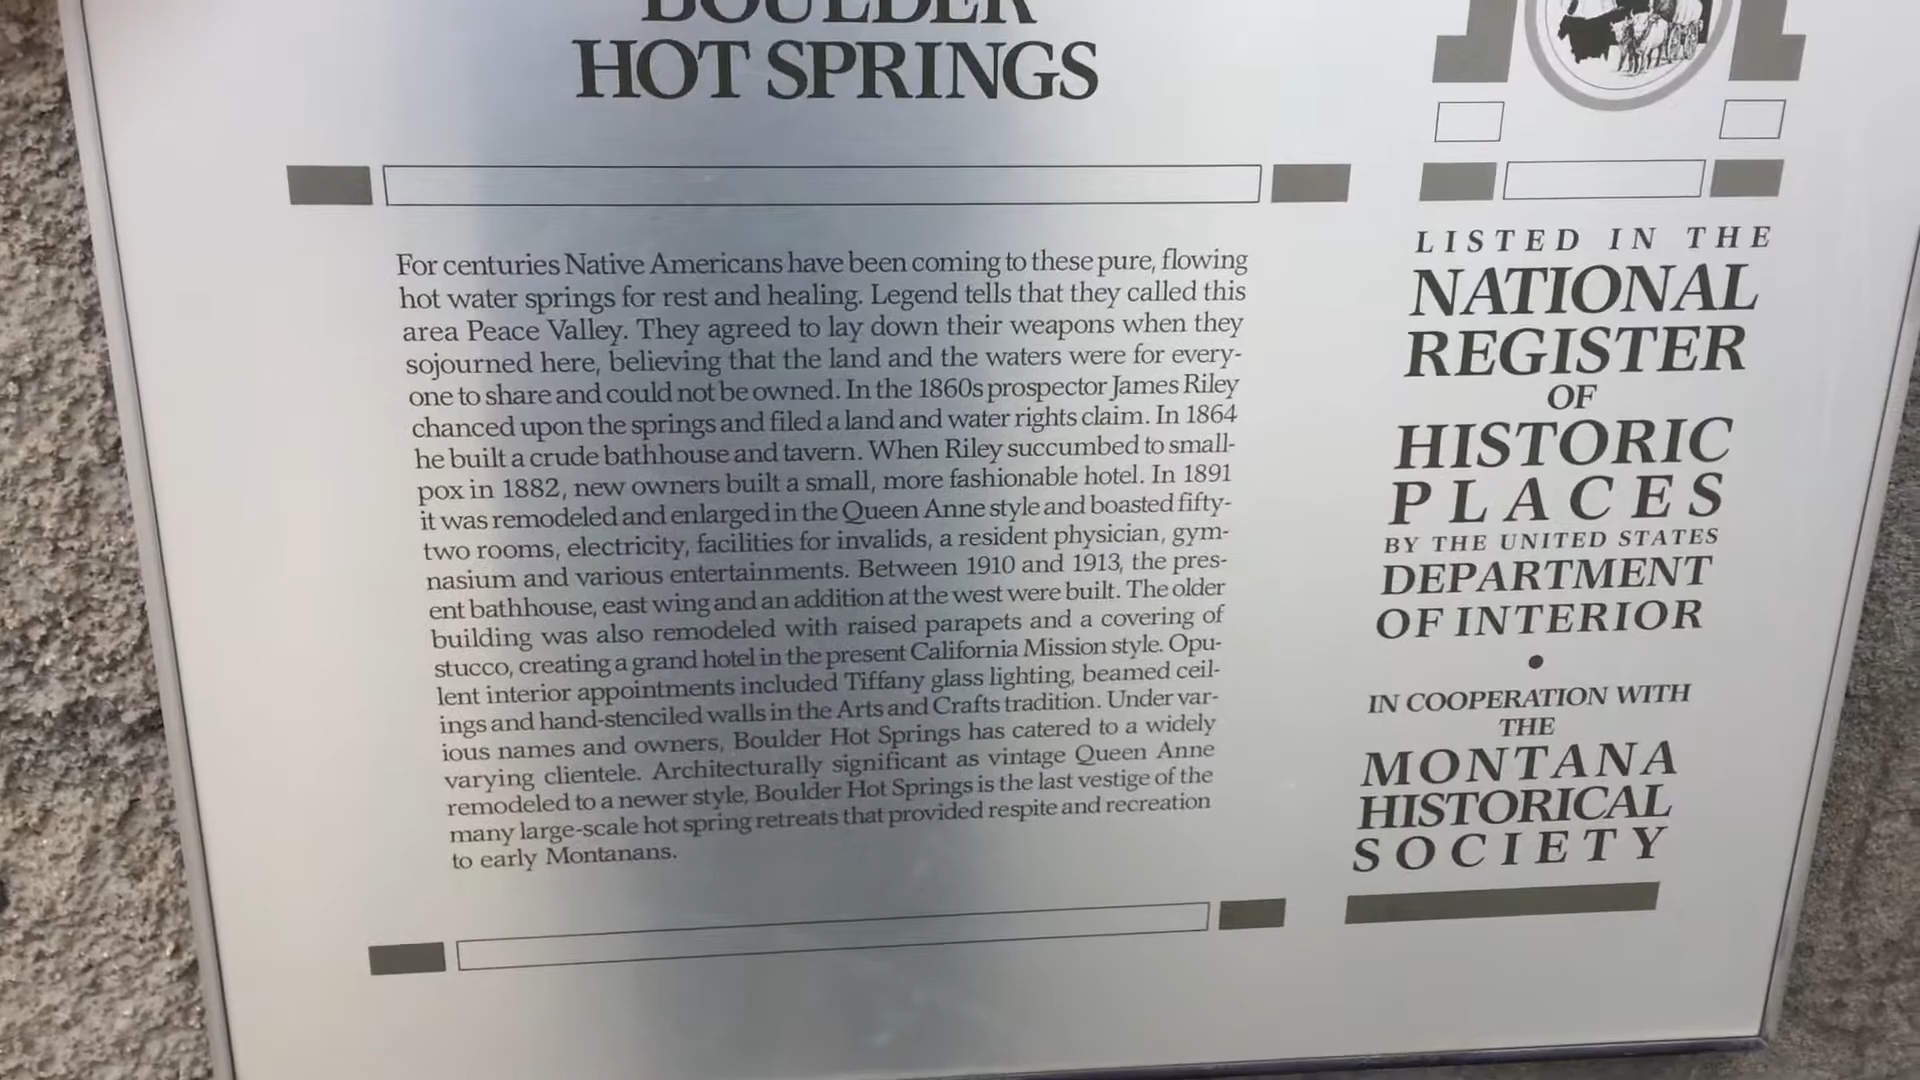 BOULDER
HOT SPRINGS
For centuries Native Americans have been coming to these pure, flowing
hot water springs for rest and healing. Legend tells that they called this
area Peace Valley. They agreed to lay down their weapons when they
sojourned here, believing that the land and the waters were for every-
one to share and could not be owned. In the 1860s prospector James Riley
chanced upon the springs and filed a land and water rights claim. In 1864
he built a crude bathhouse and tavern. When Riley succumbed to small-
pox in 1882, new owners built a small, more fashionable hotel. In 1891
it was remodeled and enlarged in the Queen Anne style and boasted fifty-
two rooms, electricity, facilities for invalids, a resident physician, gym-
nasium and various entertainments. Between 1910 and 1913, the pres-
ent bathhouse, east wing and an addition at the west were built. The older
building was also remodeled with raised parapets and a covering of
stucco, creating a grand hotel in the present California Mission style. Opu-
lent interior appointments included Tiffany glass lighting, beamed ceil-
ings and hand-stenciled walls in the Arts and Crafts tradition. Under var-
ious names and owners, Boulder Hot Springs has catered to a widely
varying clientele. Architecturally significant as vintage Queen Anne
remodeled to a newer style, Boulder Hot Springs is the last vestige of the
many large-scale hot spring retreats that provided respite and recreation
to early Montanans.
LISTED IN THE
NATIONAL
REGISTER
OF
HISTORIC
PLACES
BY THE UNITED STATES
DEPARTMENT
OF INTERIOR
•
IN COOPERATION WITH
THE
MONTANA
HISTORICAL
SOCIETY